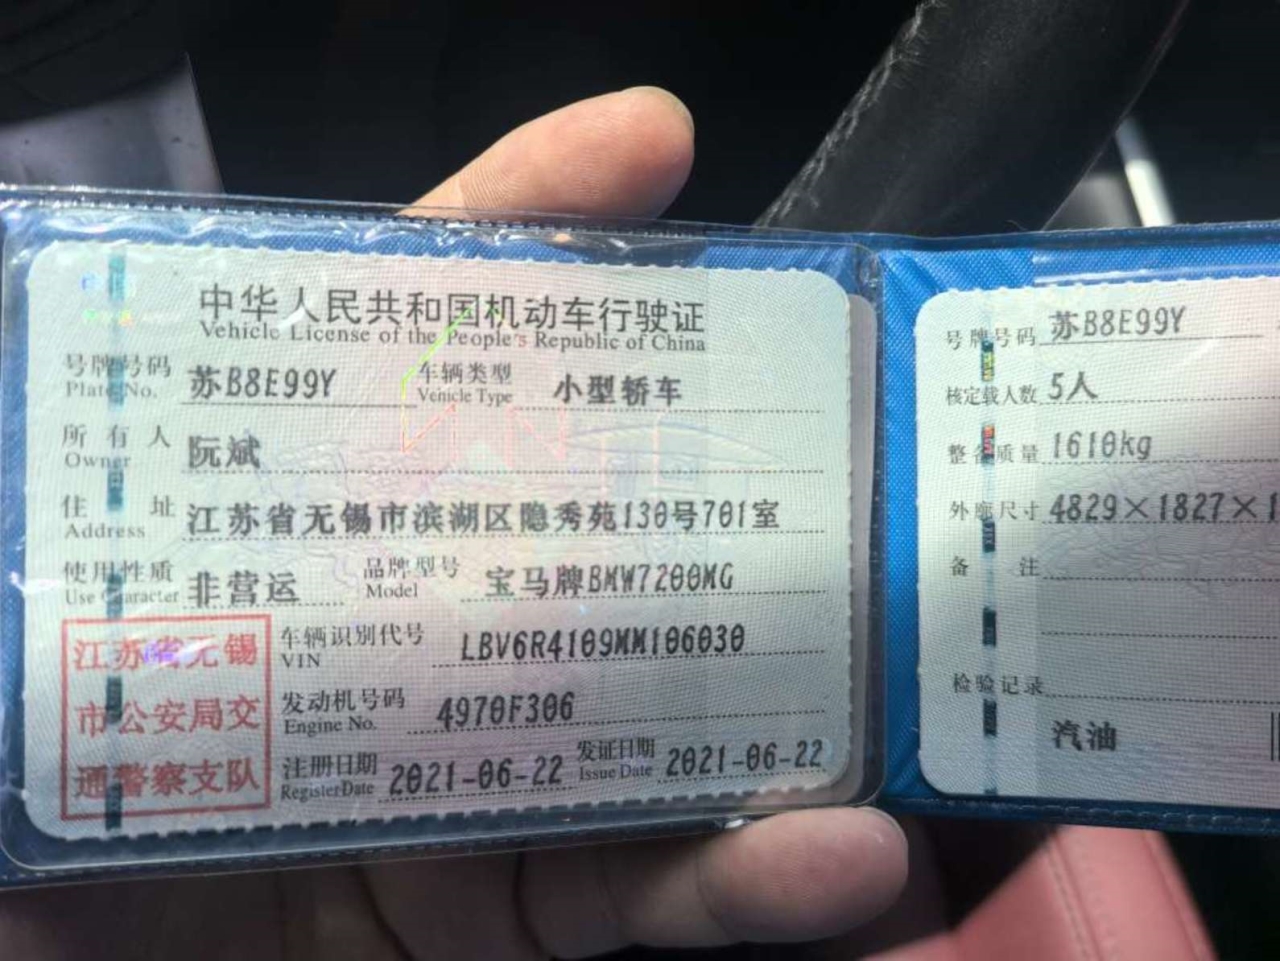 中华人民共和国机动车行驶证
Vehicle License of the People's Republic of China
号牌号码 苏B8E99Y 车辆类型 小型轿车
Plate No. Vehicle Type
所有人 阮斌
Owner
住址 江苏省无锡市滨湖区隐秀苑130号701室
Address
使用性质 非营运 品牌型号 宝马牌BMW7200MG
Use Character Model
江苏省无锡
市公安局交
通警察支队
车辆识别代号 LBV6R4109MM106030
VIN
发动机号码 4970F306
Engine No.
注册日期 2021-06-22 发证日期 2021-06-22
Register Date Issue Date
号牌号码 苏B8E99Y
核定载人数 5人
整备质量 1610kg
外廓尺寸 4829×1827×1
备注
检验记录
汽油